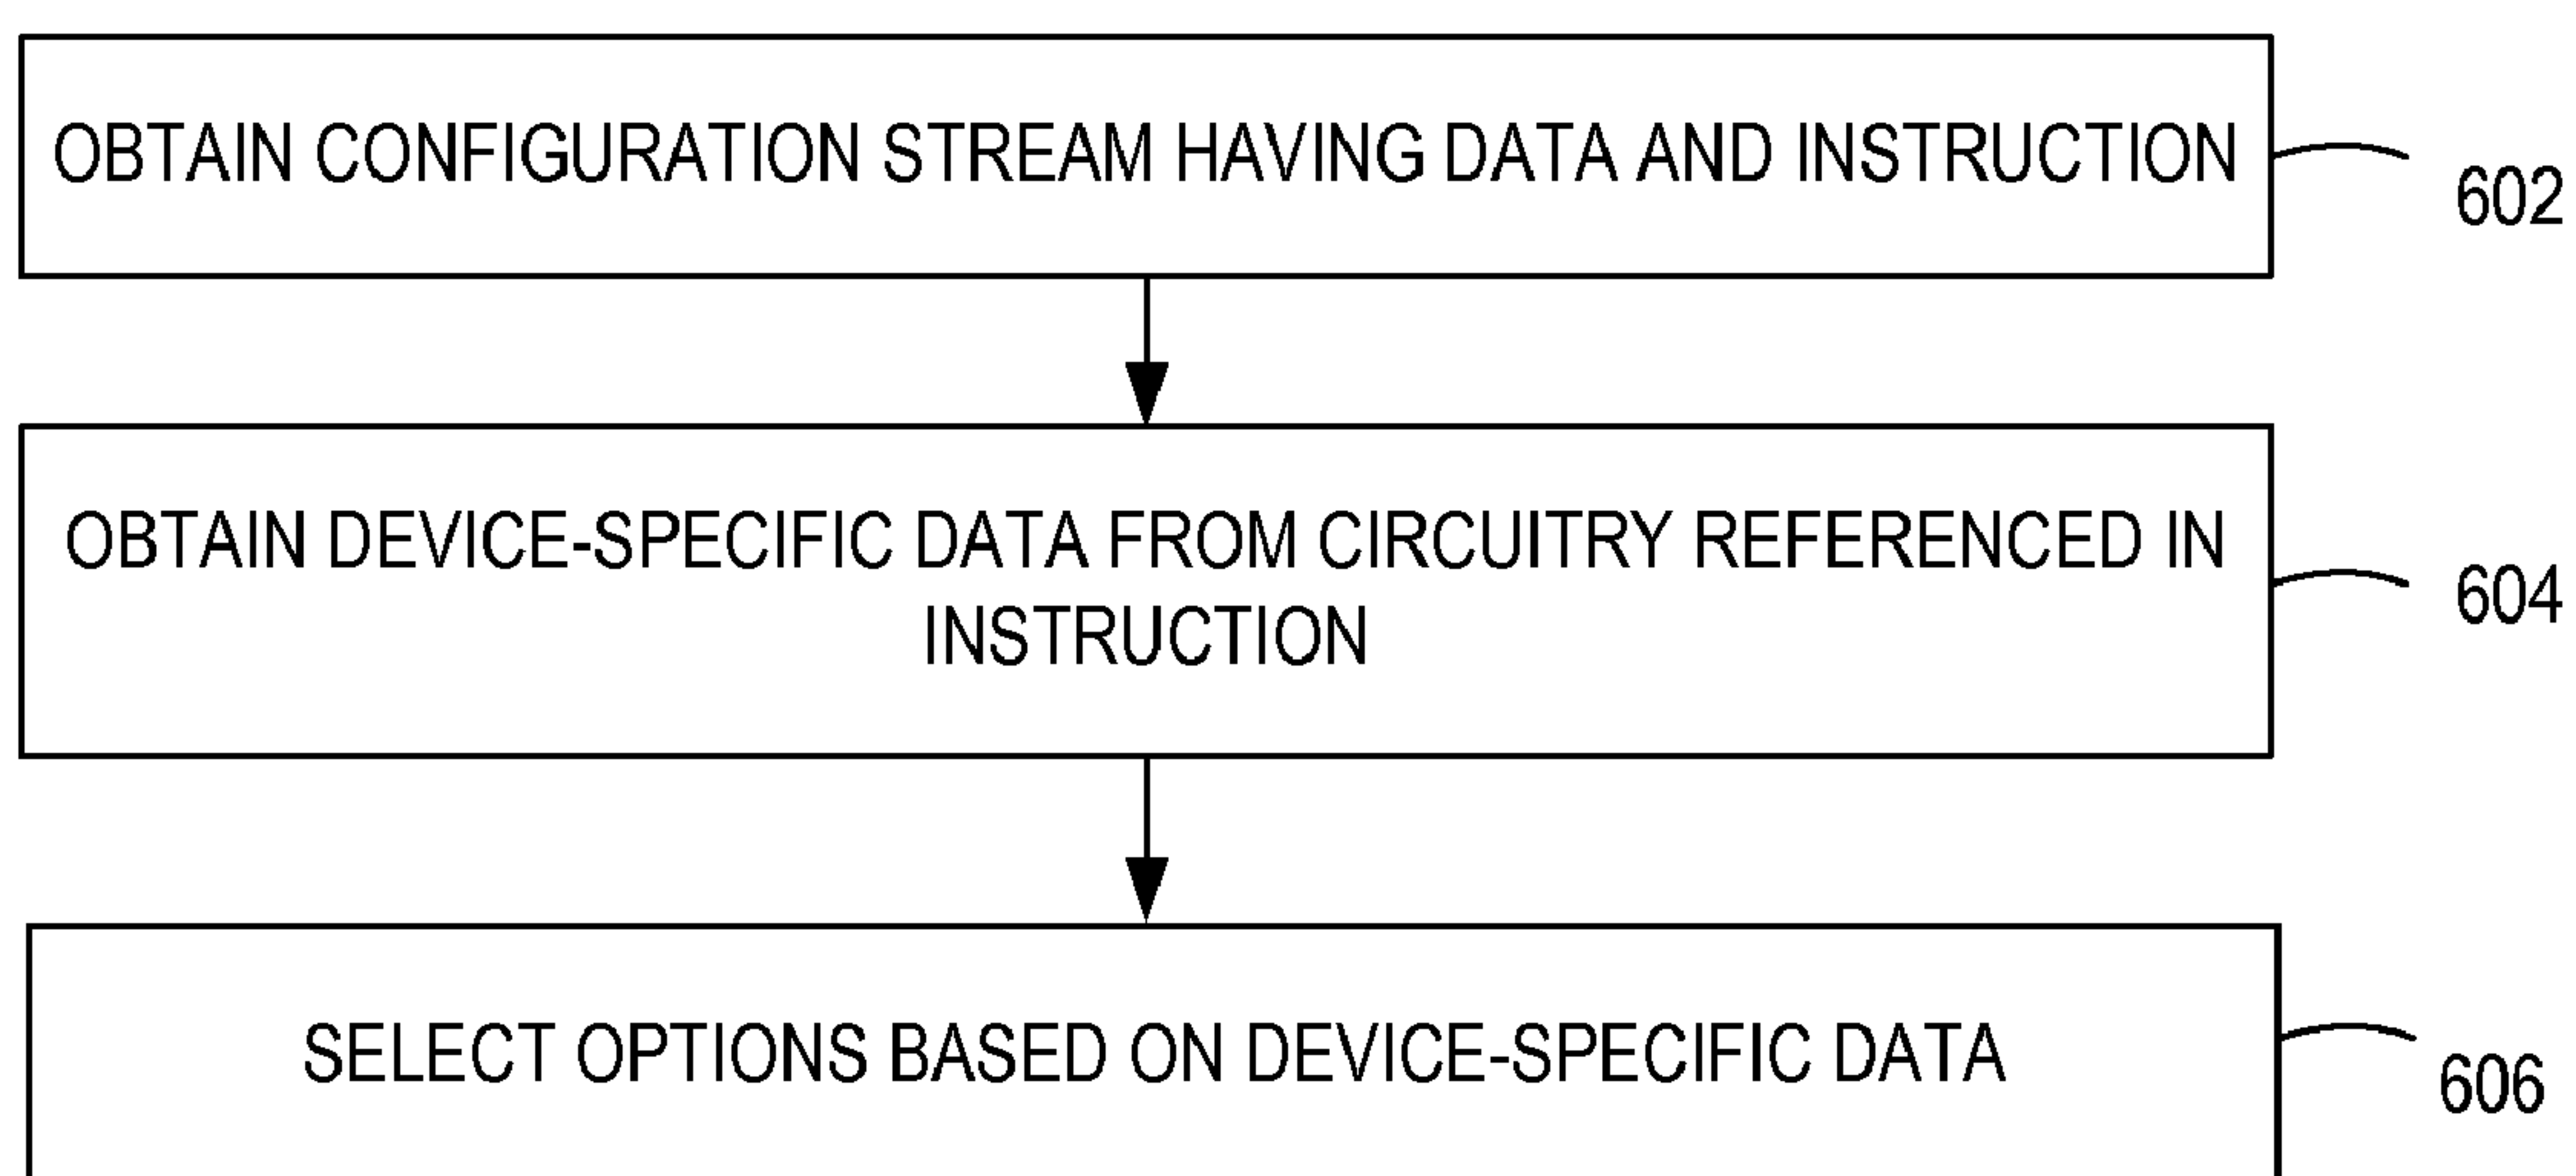 OBTAIN CONFIGURATION STREAM HAVING DATA AND INSTRUCTION
602
OBTAIN DEVICE-SPECIFIC DATA FROM CIRCUITRY REFERENCED IN
INSTRUCTION
604
SELECT OPTIONS BASED ON DEVICE-SPECIFIC DATA
606